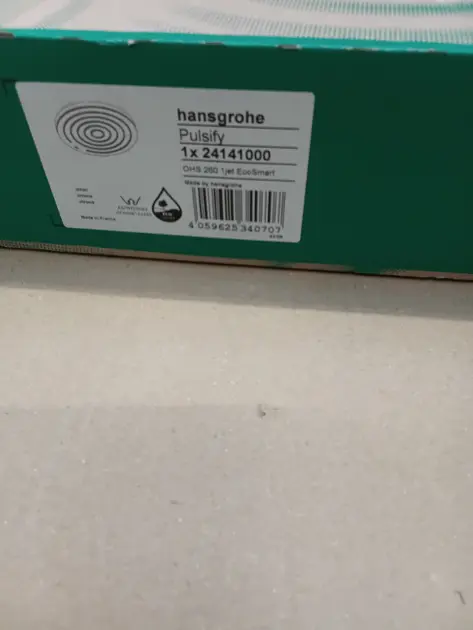 hansgrohe
Pulsify
1x 24141000
OHS 260 1jet EcoSmart
Made by hansgrohe
4 059625 340707
Made in France